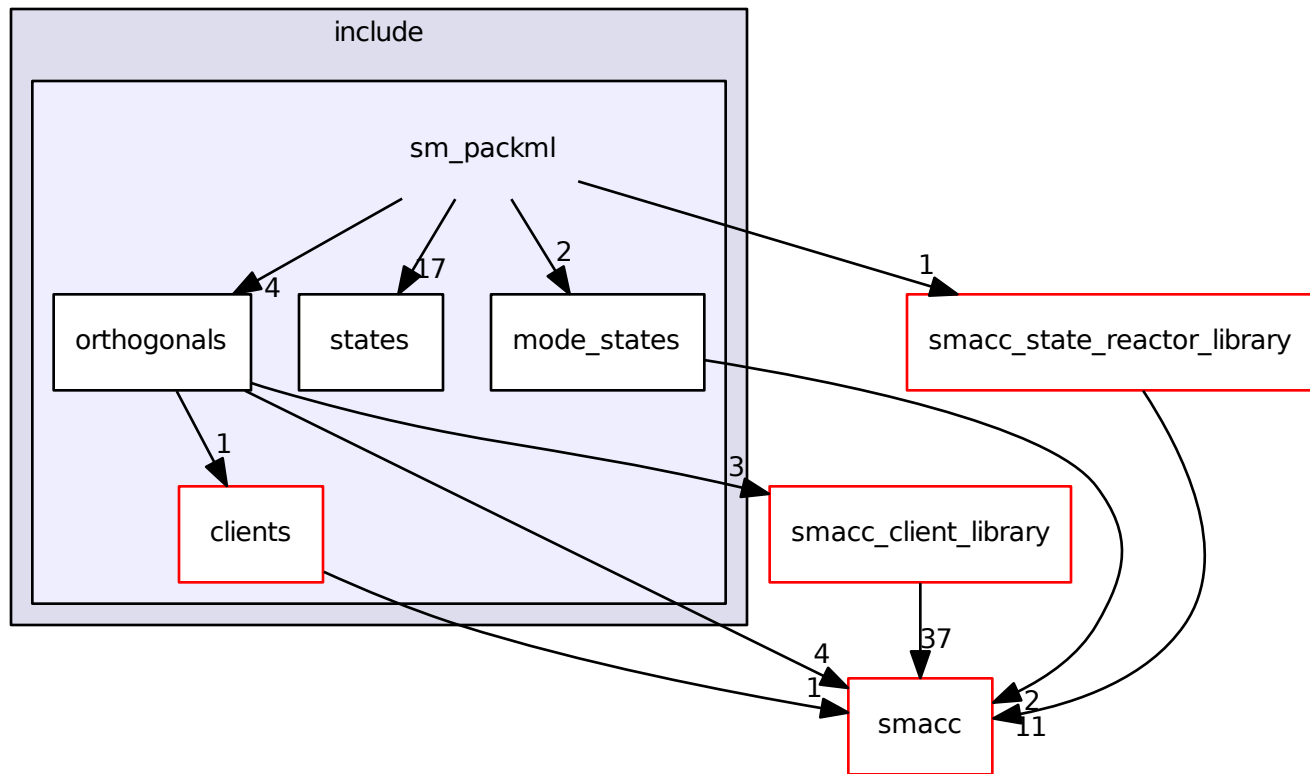 include
sm_packml
2
1
17
4
orthogonals
states
mode_states
smacc_state_reactor_library
1
3
clients
smacc_client_library
37
4
1
2
11
smacc